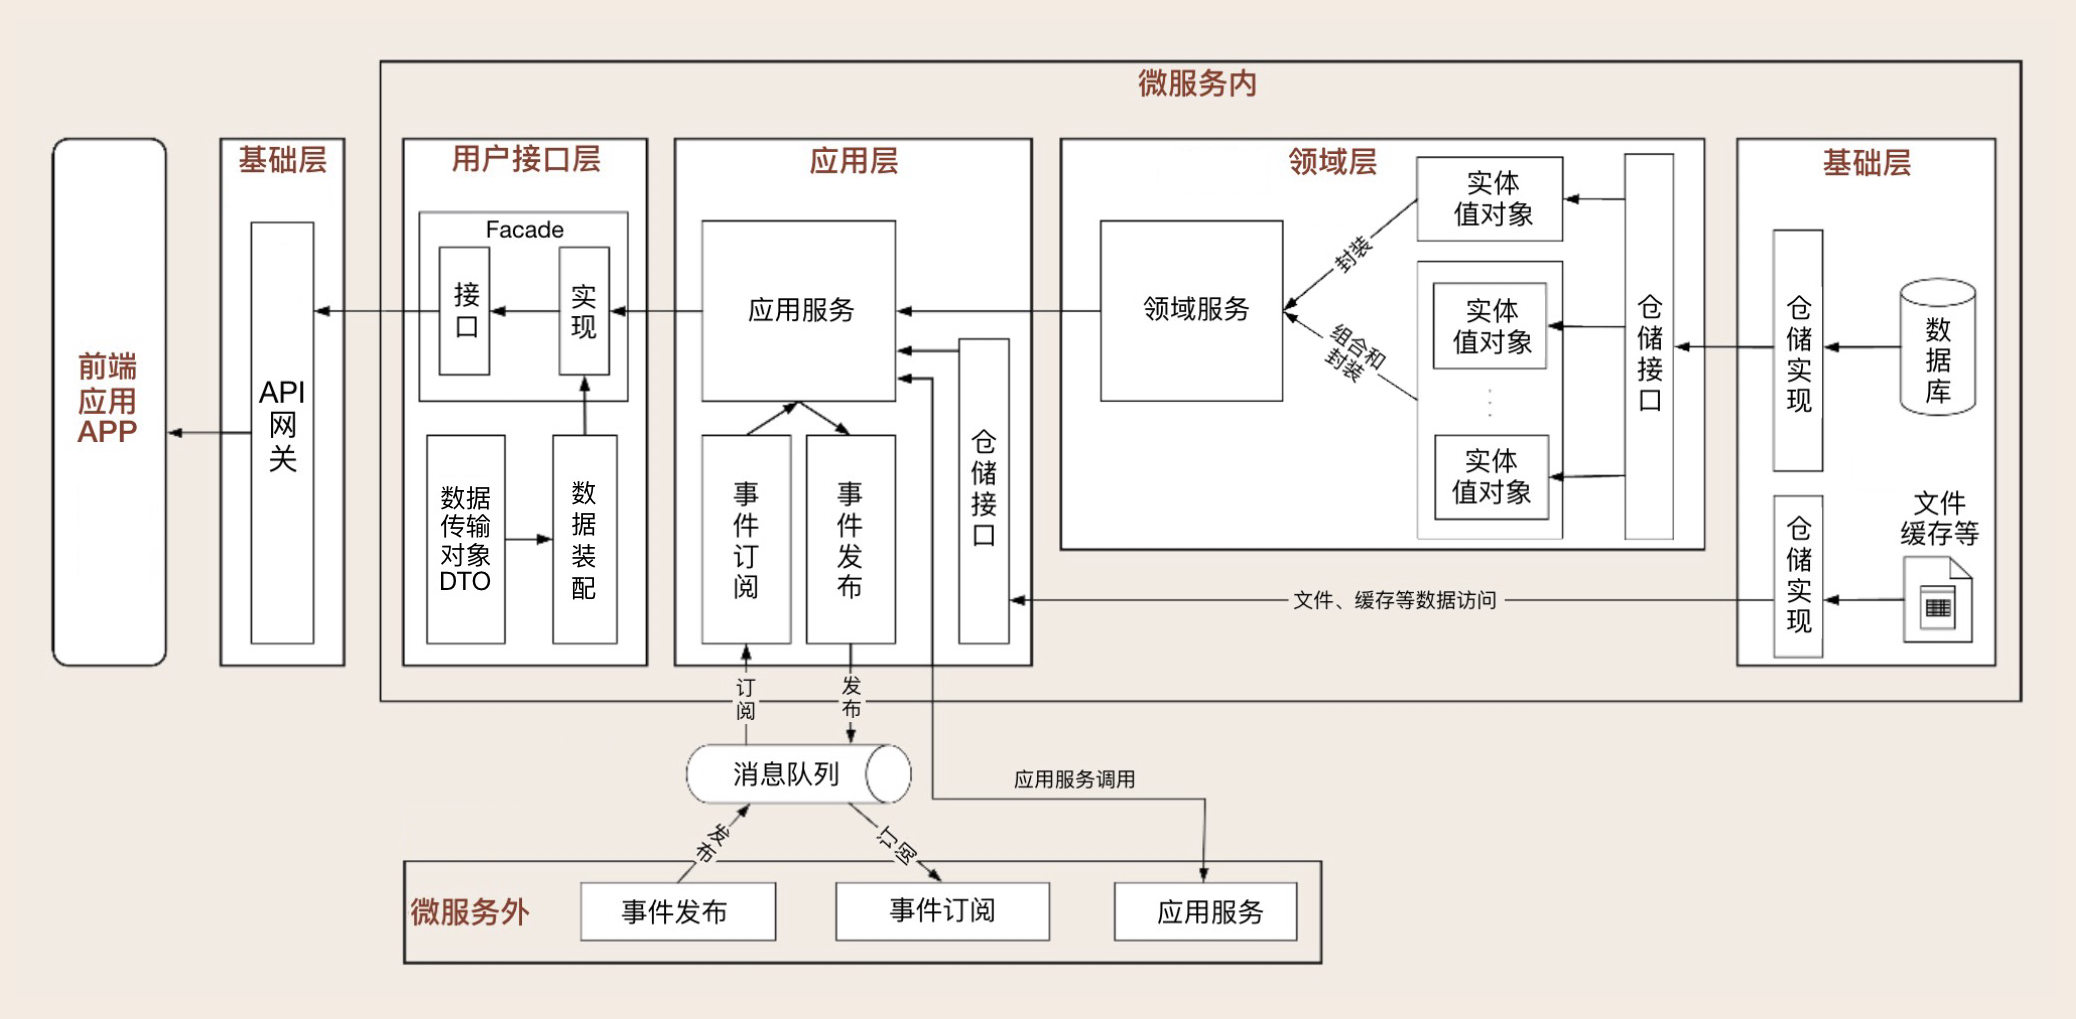 微服务内
前端
应用
APP
基础层
API
网
关
用户接口层
Facade
接
口
实
现
数据
传输
对象
DTO
数
据
装
配
应用层
应用服务
事
件
订
阅
事
件
发
布
仓
储
接
口
领域层
领域服务
封装
组合和
封装
实体
值对象
实体
值对象
实体
值对象
仓
储
接
口
基础层
仓
储
实
现
数
据
库
仓
储
实
现
文件
缓存等
文件、缓存等数据访问
订
阅
发
布
消息队列
应用服务调用
发
布
订阅
微服务外
事件发布
事件订阅
应用服务